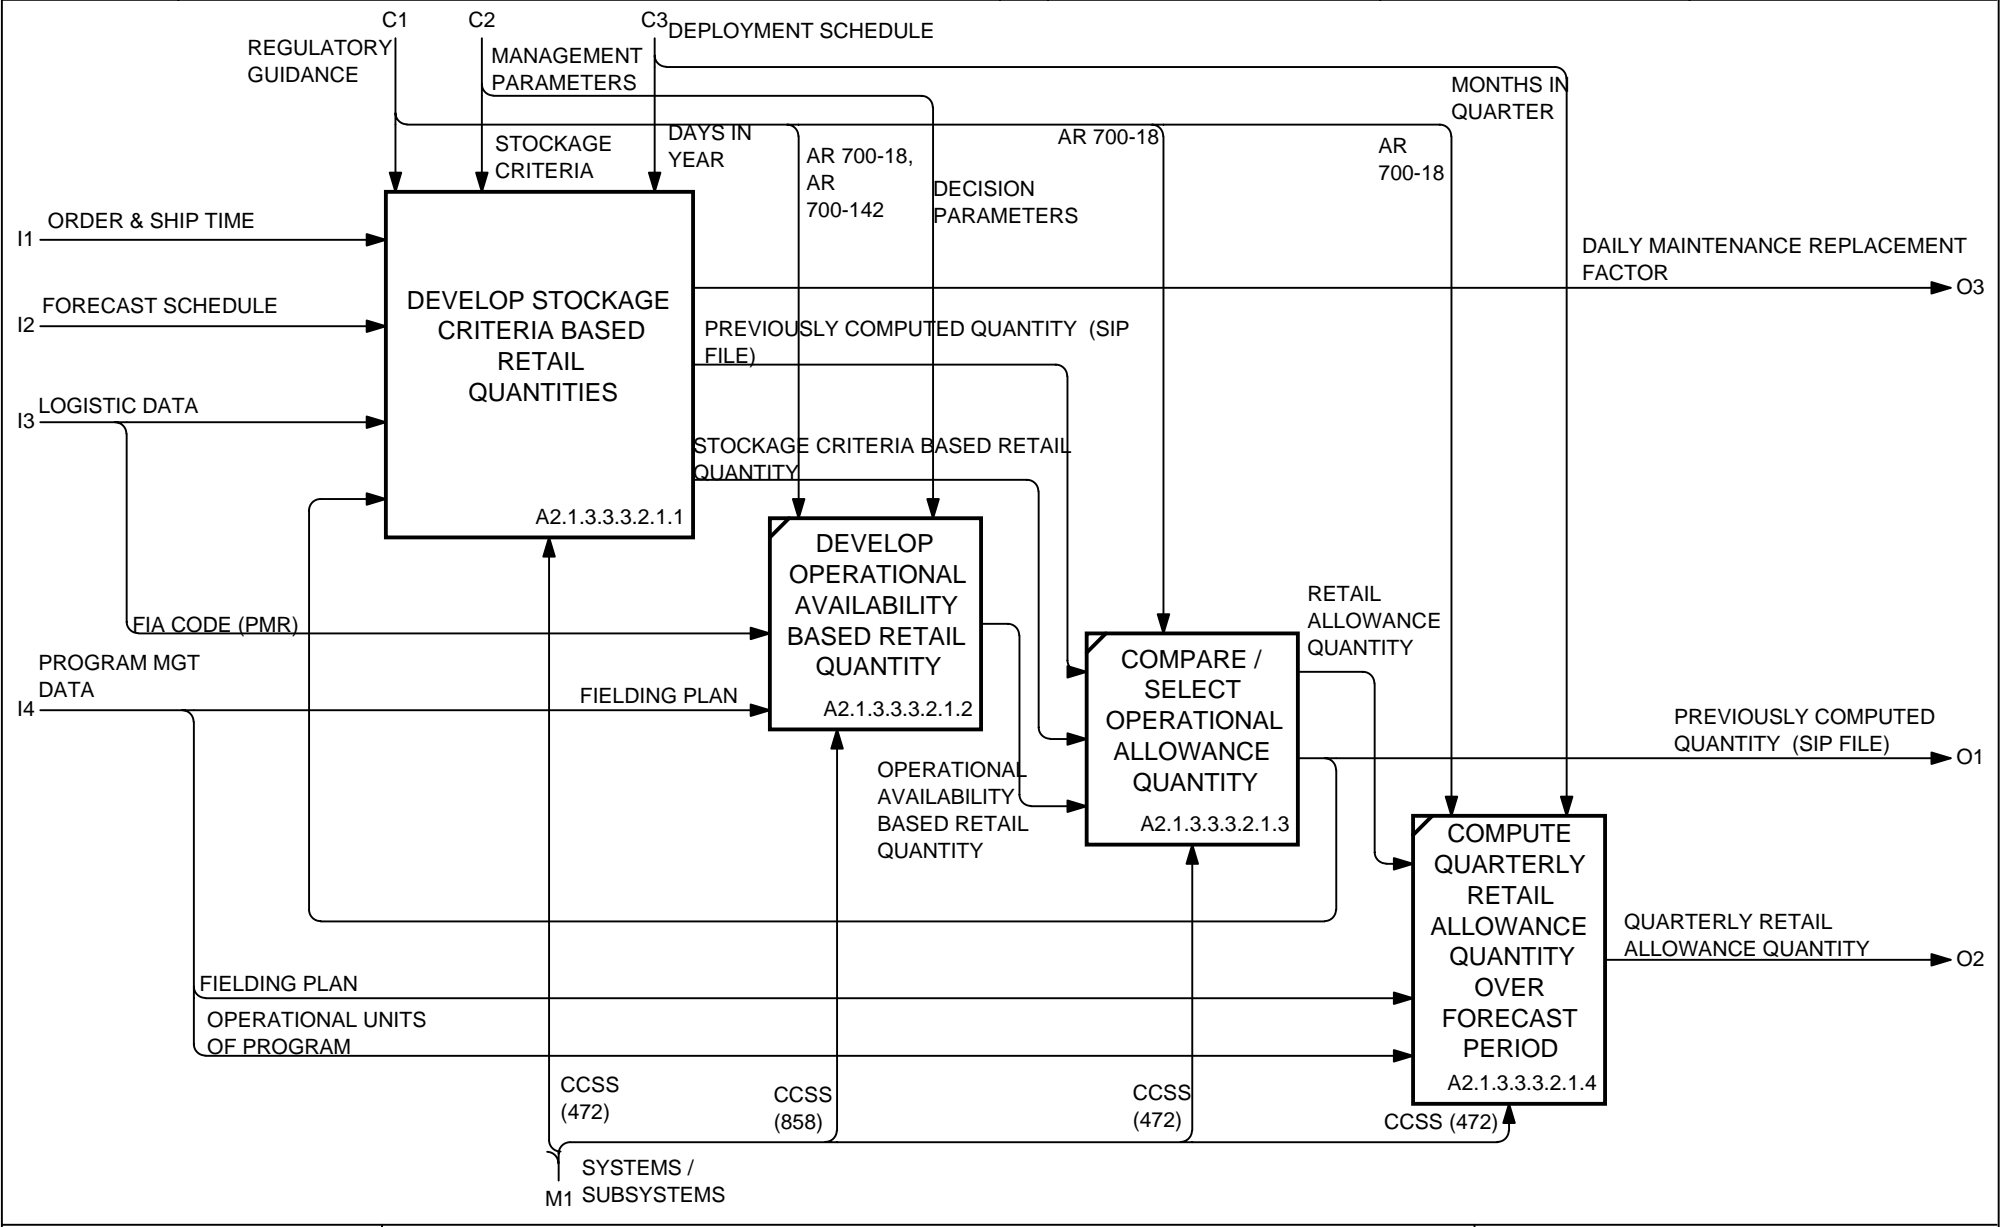 C1
C2
C3
DEPLOYMENT SCHEDULE
REGULATORY
GUIDANCE
MANAGEMENT
PARAMETERS
MONTHS IN
QUARTER
STOCKAGE
CRITERIA
DAYS IN
YEAR
AR 700-18,
AR
700-142
DECISION
PARAMETERS
AR 700-18
AR
700-18
I1
ORDER & SHIP TIME
I2
FORECAST SCHEDULE
I3
LOGISTIC DATA
DEVELOP STOCKAGE
CRITERIA BASED
RETAIL
QUANTITIES
A2.1.3.3.3.2.1.1
DAILY MAINTENANCE REPLACEMENT
FACTOR
O3
PREVIOUSLY COMPUTED QUANTITY (SIP
FILE)
STOCKAGE CRITERIA BASED RETAIL
QUANTITY
FIA CODE (PMR)
PROGRAM MGT
DATA
I4
FIELDING PLAN
DEVELOP
OPERATIONAL
AVAILABILITY
BASED RETAIL
QUANTITY
A2.1.3.3.3.2.1.2
OPERATIONAL
AVAILABILITY
BASED RETAIL
QUANTITY
COMPARE /
SELECT
OPERATIONAL
ALLOWANCE
QUANTITY
A2.1.3.3.3.2.1.3
RETAIL
ALLOWANCE
QUANTITY
PREVIOUSLY COMPUTED
QUANTITY (SIP FILE)
O1
COMPUTE
QUARTERLY
RETAIL
ALLOWANCE
QUANTITY
OVER
FORECAST
PERIOD
A2.1.3.3.3.2.1.4
QUARTERLY RETAIL
ALLOWANCE QUANTITY
O2
FIELDING PLAN
OPERATIONAL UNITS
OF PROGRAM
CCSS
(472)
CCSS
(858)
CCSS
(472)
CCSS (472)
M1
SYSTEMS /
SUBSYSTEMS